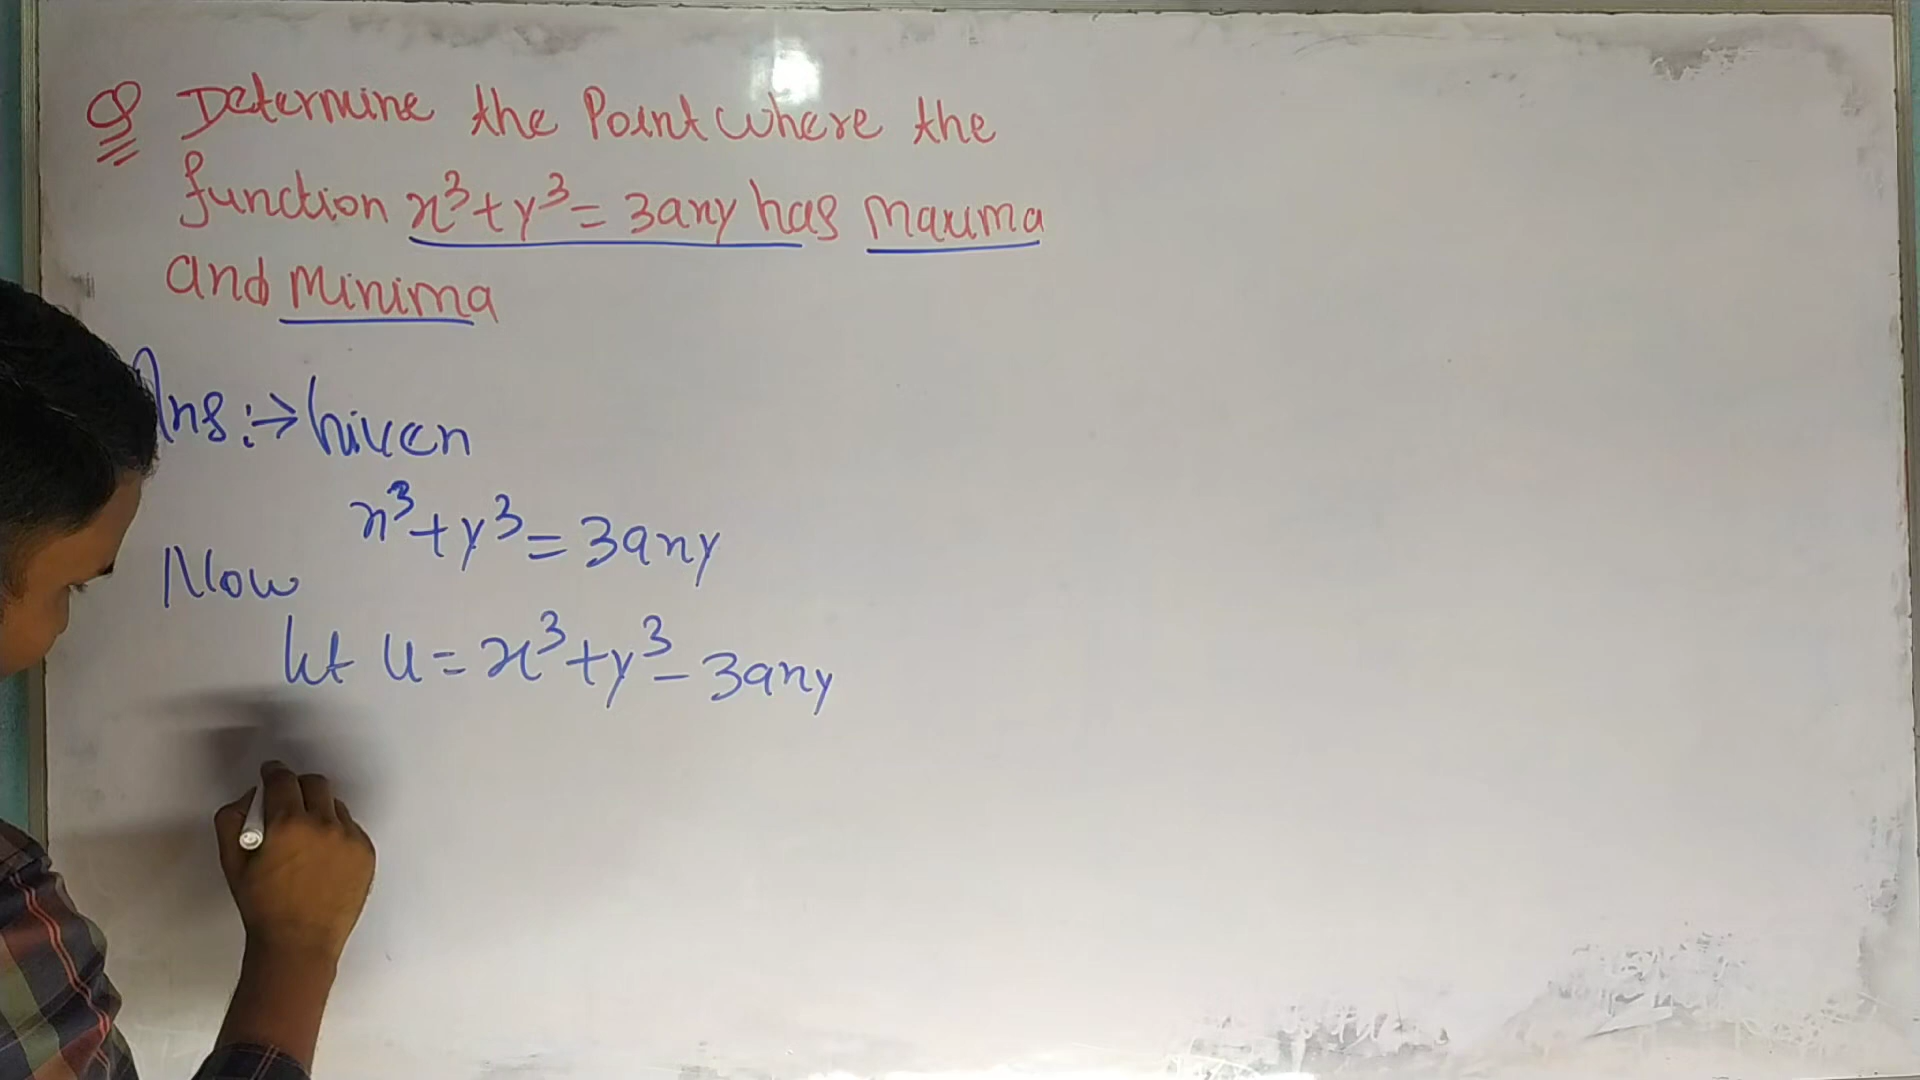 Q Determine the Point where the
function x³+y³=3axy has Maxima
and Minima
Ans:→Given
x³+y³=3axy
Now
let u=x³+y³-3axy